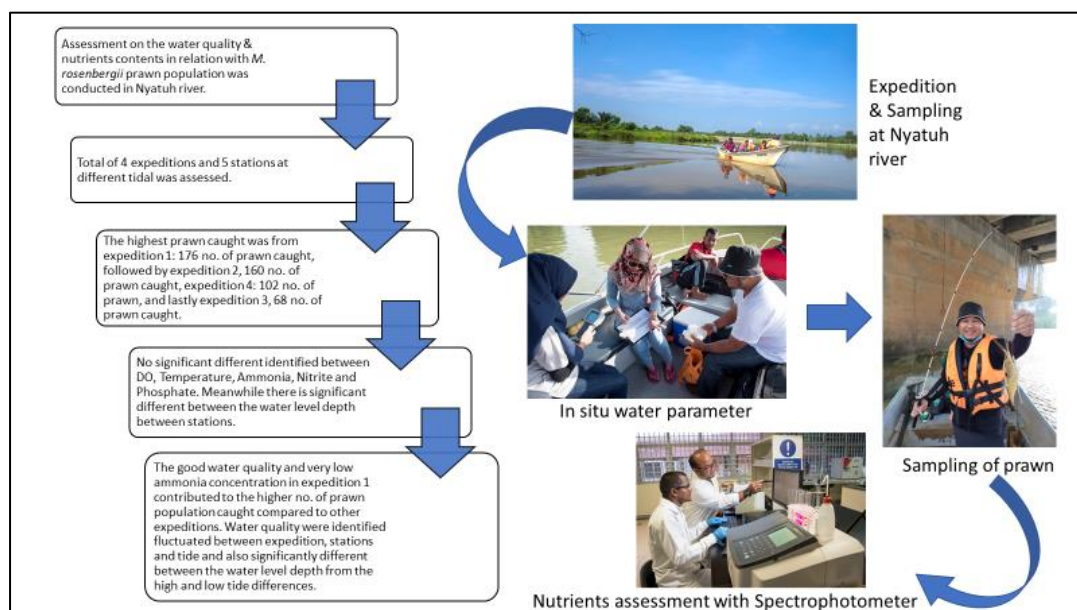 Assessment on the water quality &
nutrients contents in relation with M.
rosenbergii prawn population was
conducted in Nyatuh river.
Total of 4 expeditions and 5 stations at
different tidal was assessed.
The highest prawn caught was from
expedition 1: 176 no. of prawn caught,
followed by expedition 2, 160 no. of
prawn caught, expedition 4: 102 no. of
prawn, and lastly expedition 3, 68 no. of
prawn caught.
No significant different identified between
DO, Temperature, Ammonia, Nitrite and
Phosphate. Meanwhile there is significant
different between the water level depth
between stations.
The good water quality and very low
ammonia concentration in expedition 1
contributed to the higher no. of prawn
population caught compared to other
expeditions. Water quality were identified
fluctuated between expedition, stations
and tide and also significantly different
between the water level depth from the
high and low tide differences.
Expedition
& Sampling
at Nyatuh
river
In situ water parameter
Sampling of prawn
Nutrients assessment with Spectrophotometer